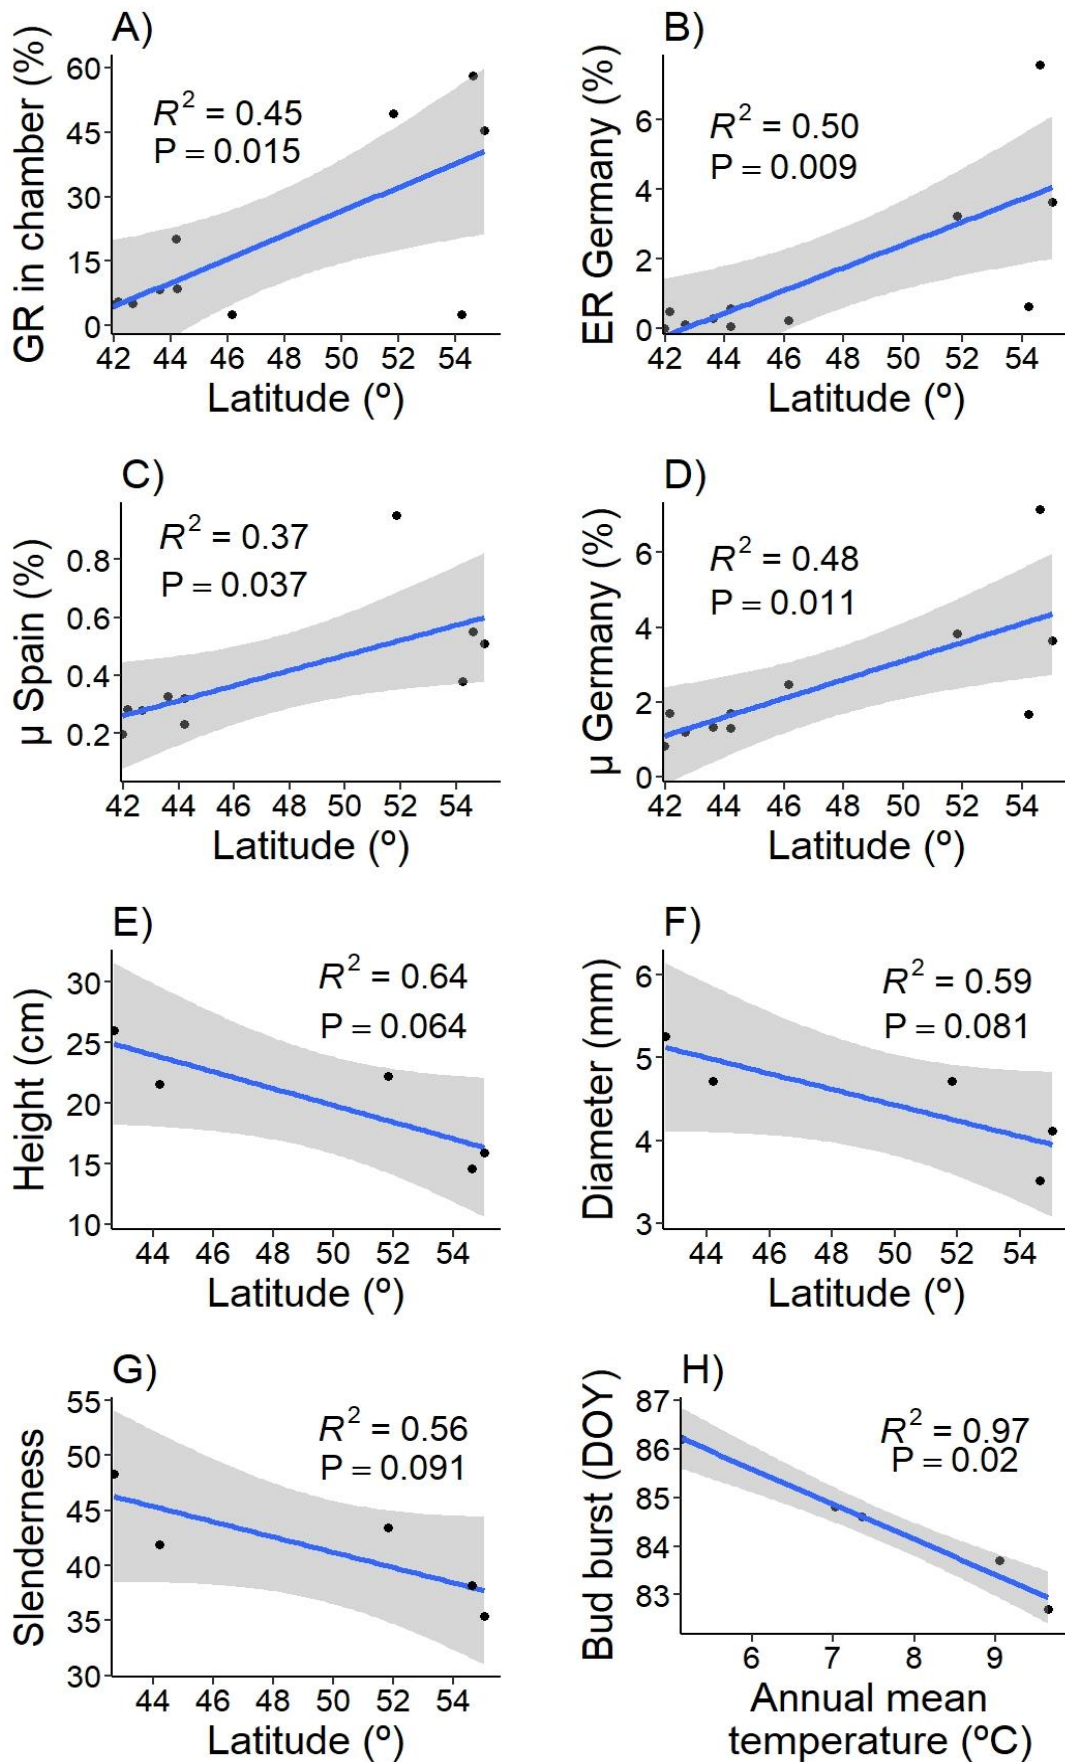 A)
GR in chamber (%)
60
45
30
15
0
R² = 0.45
P = 0.015
42 44 46 48 50 52 54
Latitude (º)
B)
ER Germany (%)
6
4
2
0
R² = 0.50
P = 0.009
42 44 46 48 50 52 54
Latitude (º)
C)
µ Spain (%)
0.8
0.6
0.4
0.2
R² = 0.37
P = 0.037
42 44 46 48 50 52 54
Latitude (º)
D)
µ Germany (%)
6
4
2
0
R² = 0.48
P = 0.011
42 44 46 48 50 52 54
Latitude (º)
E)
Height (cm)
30
25
20
15
10
R² = 0.64
P = 0.064
44 46 48 50 52 54
Latitude (º)
F)
Diameter (mm)
6
5
4
3
R² = 0.59
P = 0.081
44 46 48 50 52 54
Latitude (º)
G)
Slenderness
55
50
45
40
35
30
R² = 0.56
P = 0.091
44 46 48 50 52 54
Latitude (º)
H)
Bud burst (DOY)
87
86
85
84
83
R² = 0.97
P = 0.02
6 7 8 9
Annual mean
temperature (ºC)